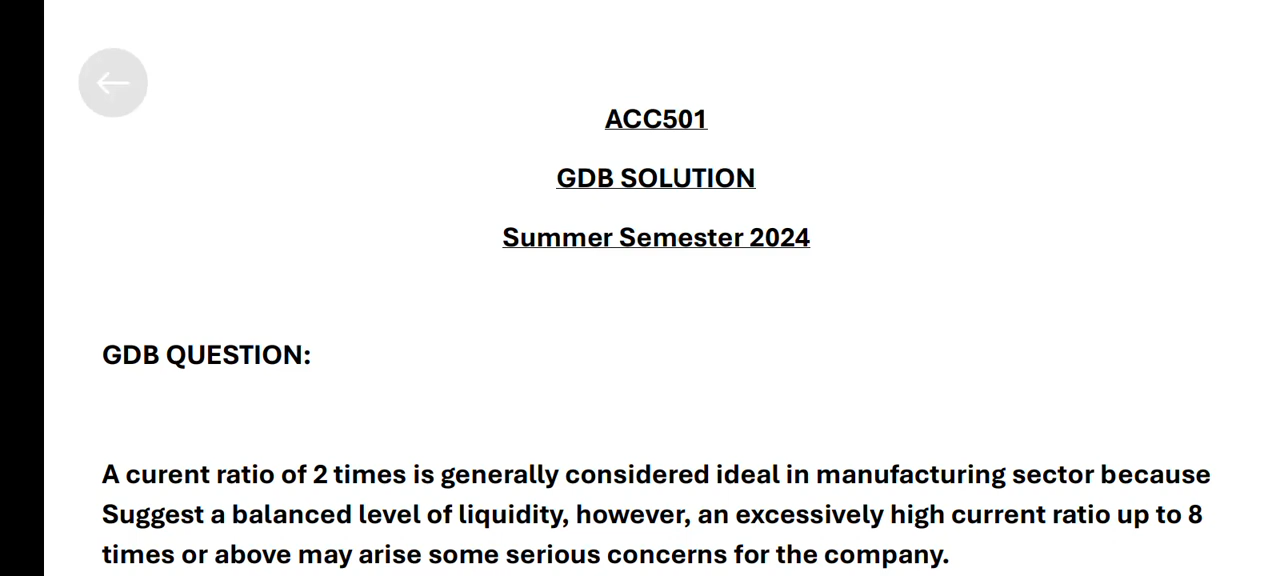 ACC501
GDB SOLUTION
Summer Semester 2024
GDB QUESTION:
A curent ratio of 2 times is generally considered ideal in manufacturing sector because
Suggest a balanced level of liquidity, however, an excessively high current ratio up to 8
times or above may arise some serious concerns for the company.